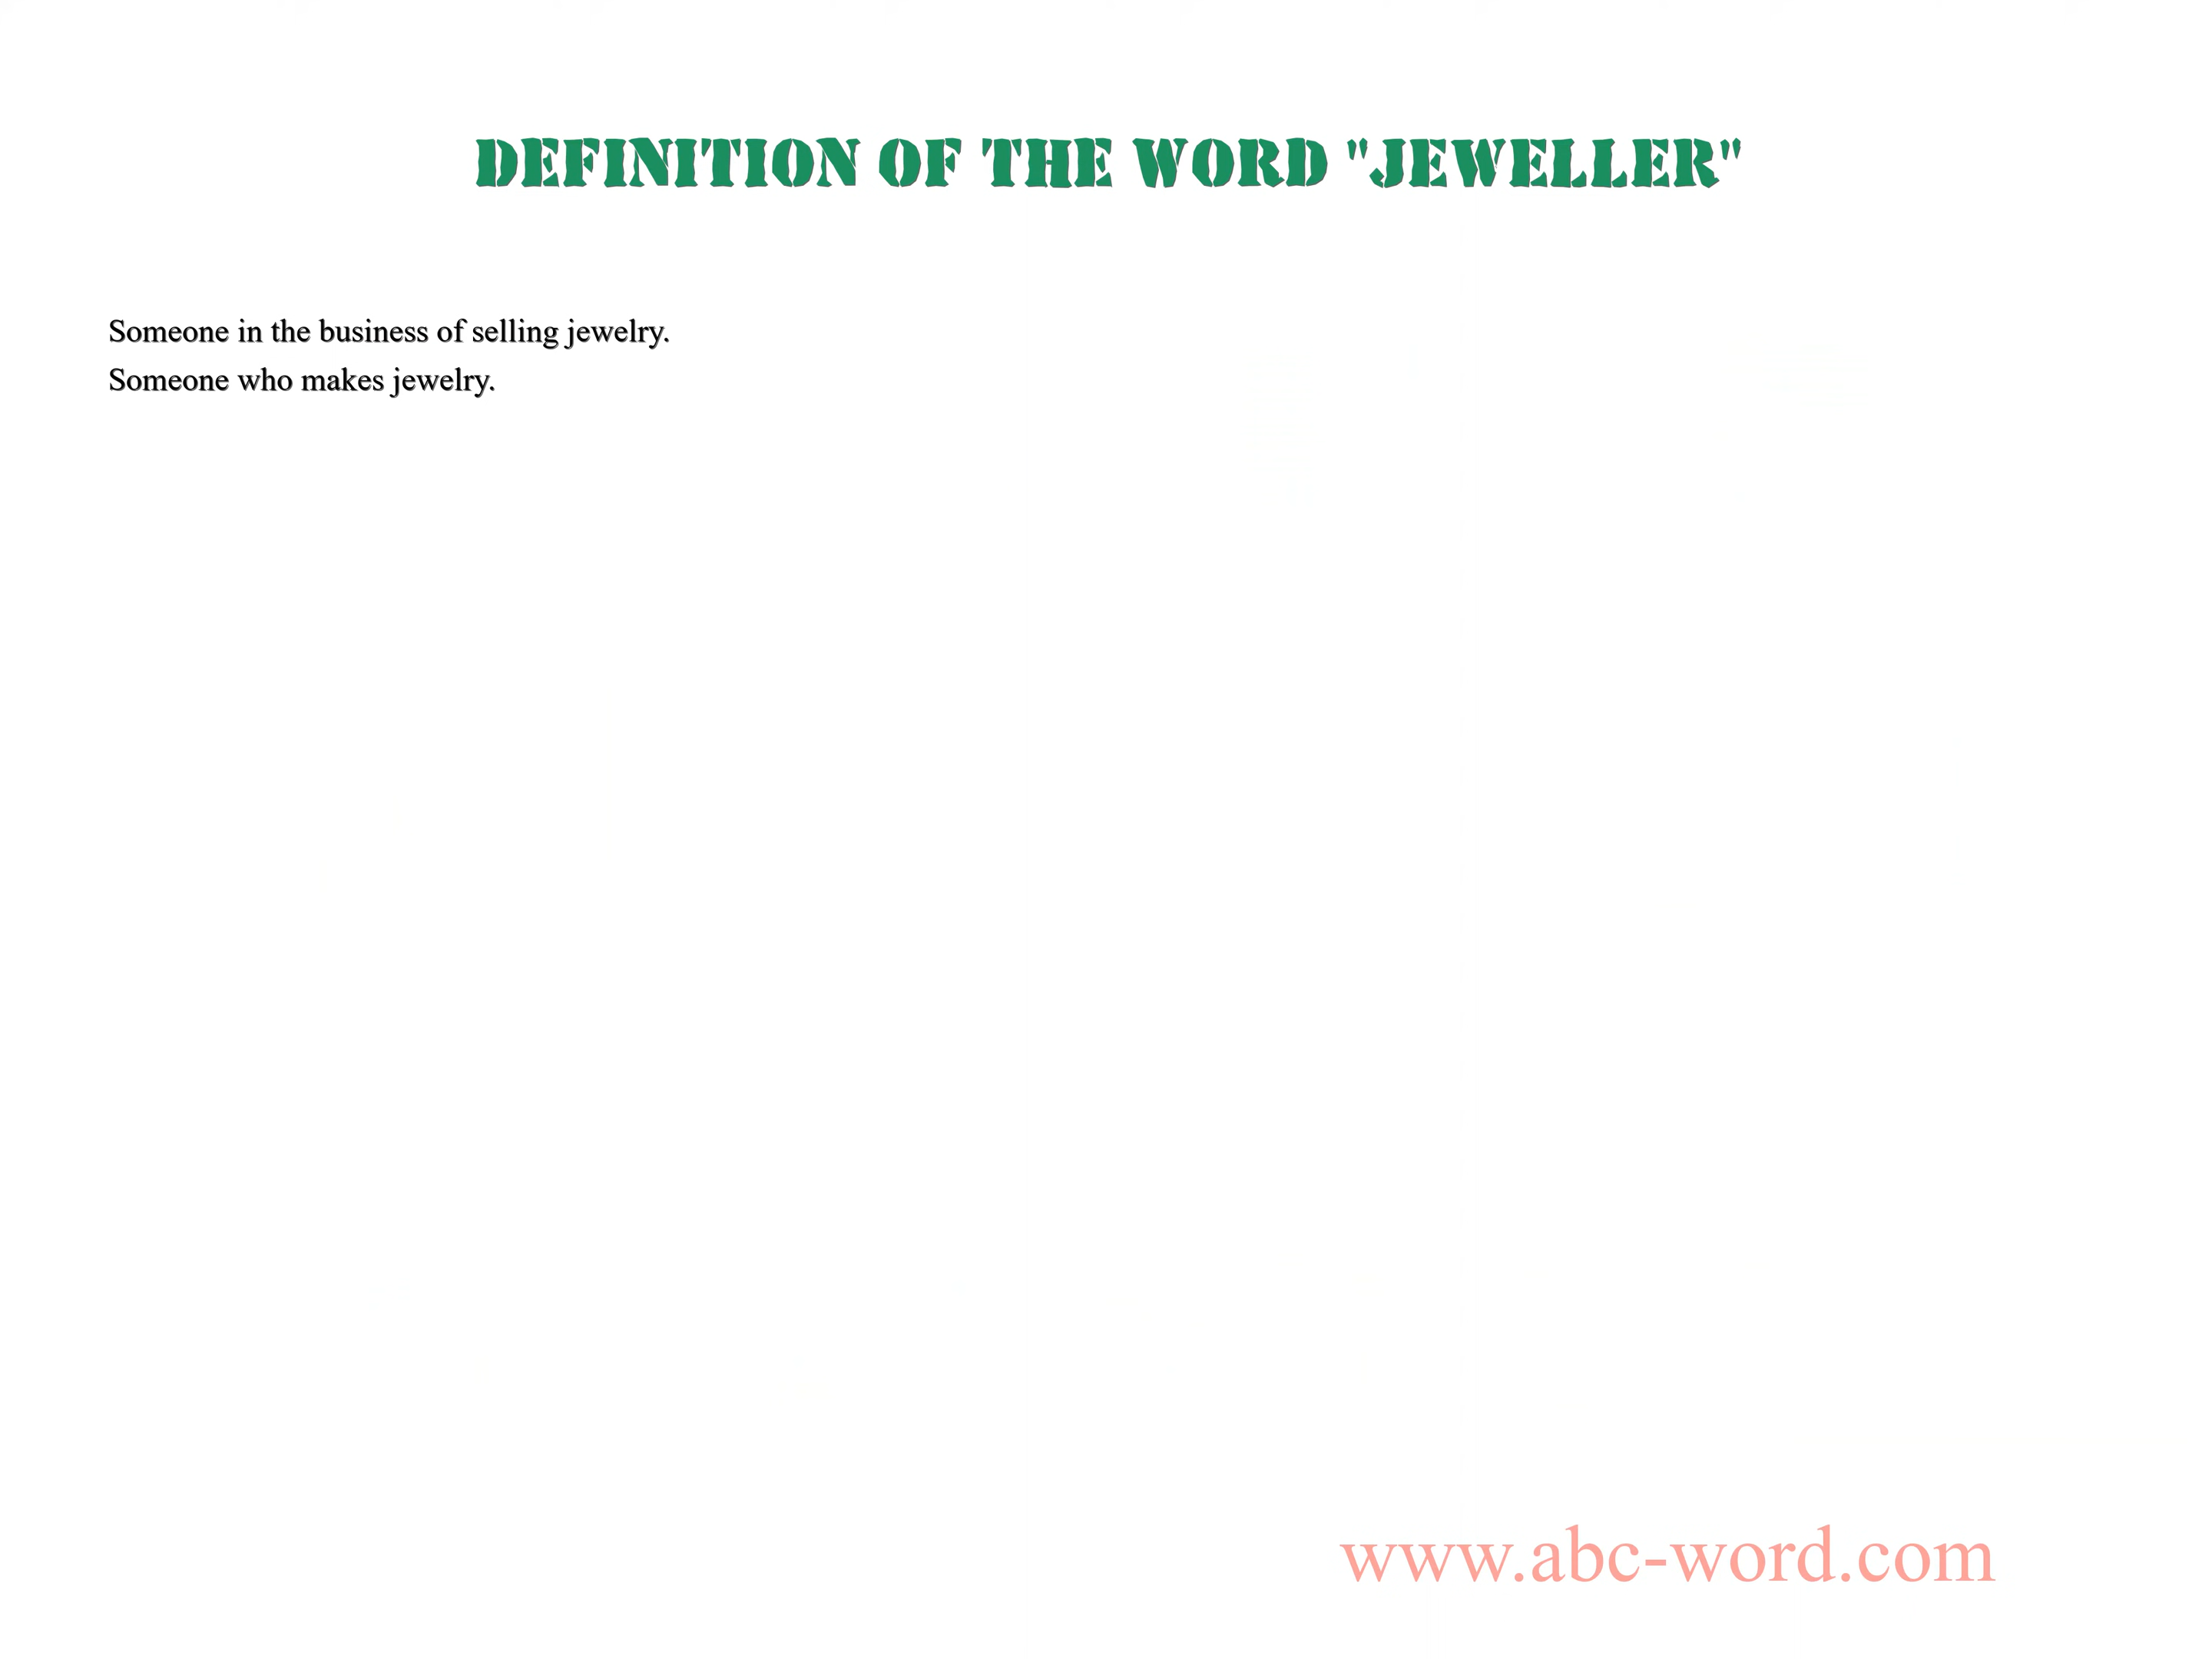 DEFINITION OF THE WORD "JEWELLER"
Someone in the business of selling jewelry.
Someone who makes jewelry.
www.abc-word.com